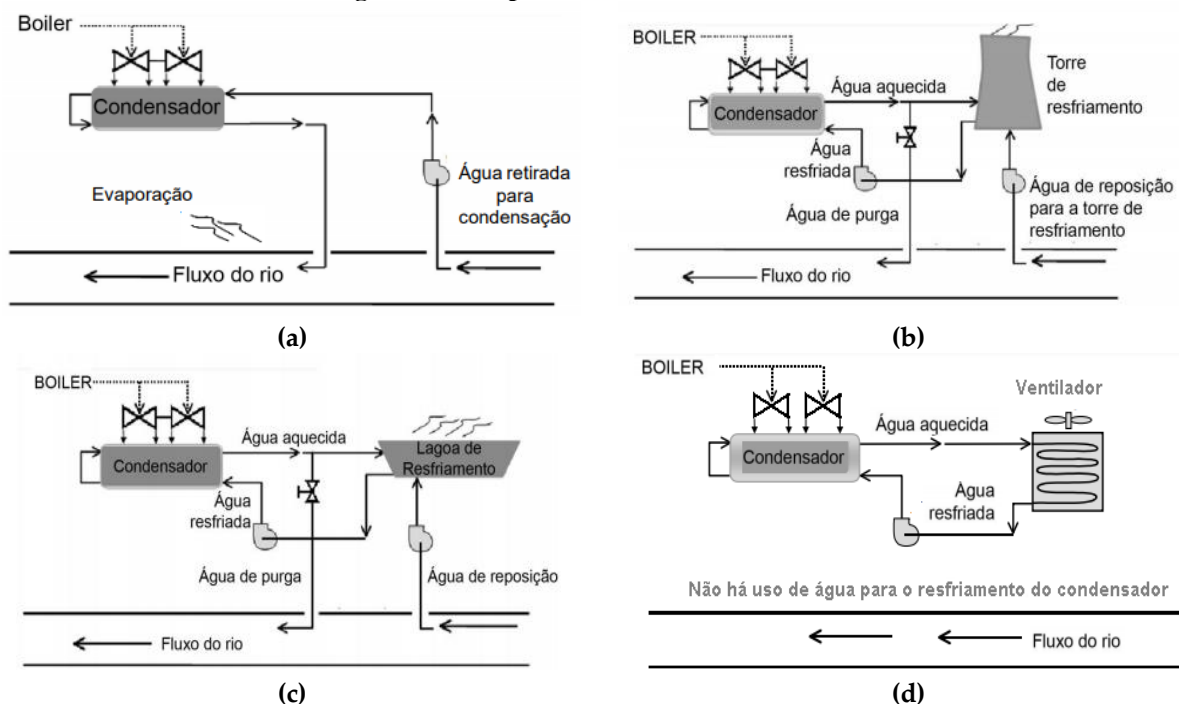 Boiler
Condensador
Evaporação
Água retirada
para
condensação
Fluxo do rio
(a)
BOILER
Condensador
Água aquecida
Torre
de
resfriamento
Água
resfriada
Água de purga
Água de reposição
para a torre de
resfriamento
Fluxo do rio
(b)
BOILER
Condensador
Água aquecida
Lagoa de
Resfriamento
Água
resfriada
Água de purga
Água de reposição
Fluxo do rio
(c)
BOILER
Condensador
Água aquecida
Ventilador
Água
resfriada
Não há uso de água para o resfriamento do condensador
Fluxo do rio
(d)